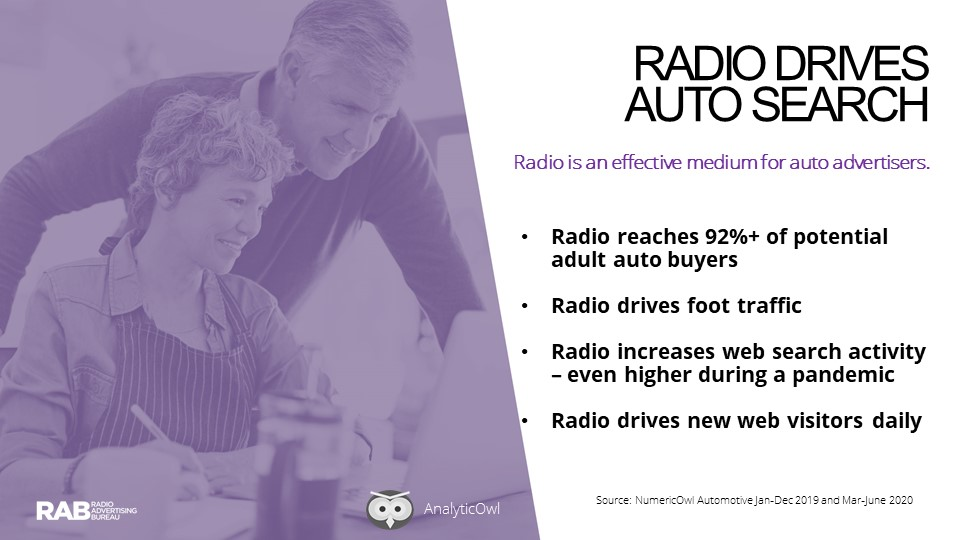 RADIO DRIVES
AUTO SEARCH
Radio is an effective medium for auto advertisers.
• Radio reaches 92%+ of potential
adult auto buyers
• Radio drives foot traffic
• Radio increases web search activity
– even higher during a pandemic
• Radio drives new web visitors daily
Source: NumericOwl Automotive Jan-Dec 2019 and Mar-June 2020
RAB RADIO
ADVERTISING
BUREAU
AnalyticOwl